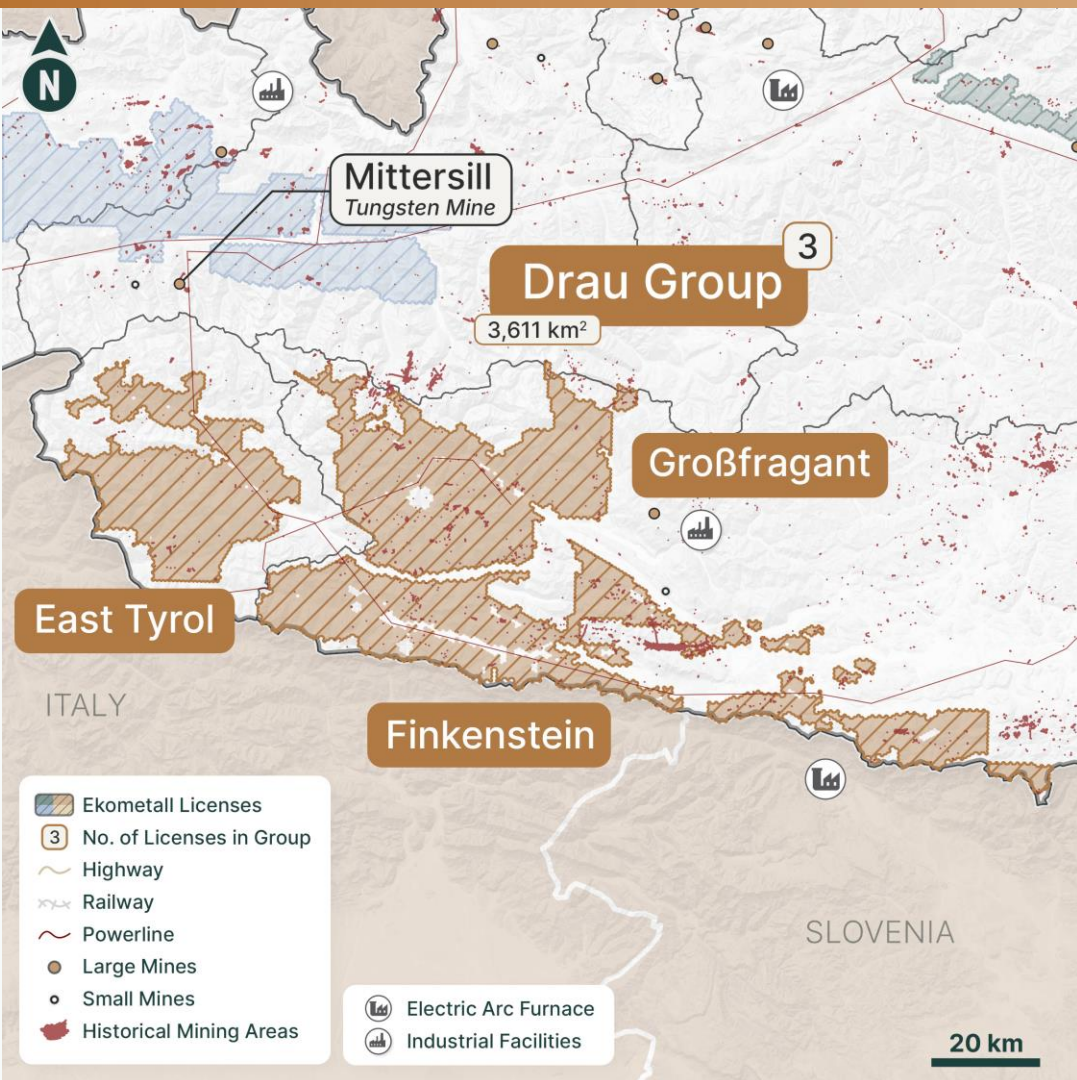 N
Mittersill
Tungsten Mine
3
Drau Group
3,611 km²
Großfragant
East Tyrol
ITALY
Finkenstein
Ekometall Licenses
3 No. of Licenses in Group
Highway
Railway
Powerline
Large Mines
Small Mines
Historical Mining Areas
Electric Arc Furnace
Industrial Facilities
SLOVENIA
20 km